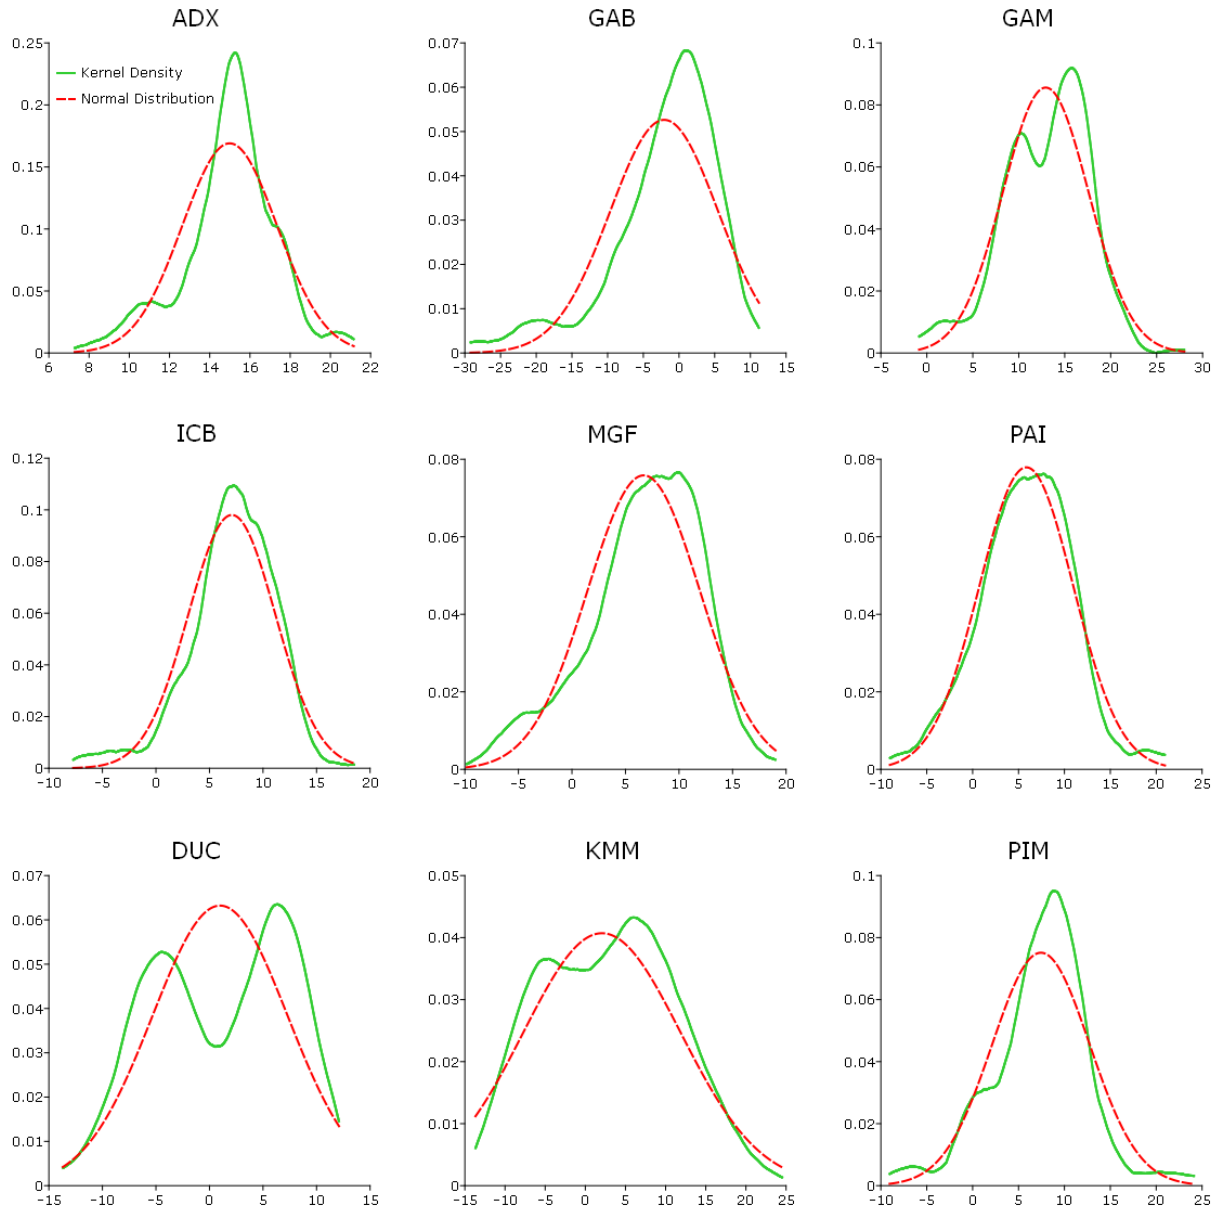 ADX GAB GAM
0.25 0.07 0.1
Kernel Density
0.06
0.2 0.08
Normal Distribution
0.05
0.15 0.06
0.04
0.1 0.03 0.04
0.02
0.05 0.02
0.01
0 0 0
6 8 10 12 14 16 18 20 22 -30 -25 -20 -15 -10 -5 0 5 10 15 -5 0 5 10 15 20 25 30
ICB MGF PAI
0.12 0.08 0.08
0.1
0.06 0.06
0.08
0.06 0.04 0.04
0.04
0.02 0.02
0.02
0 0 0
-10 -5 0 5 10 15 20 -10 -5 0 5 10 15 20 -10 -5 0 5 10 15 20 25
DUC KMM PIM
0.07 0.05 0.1
0.06
0.04 0.08
0.05
0.04 0.03 0.06
0.03 0.02 0.04
0.02
0.01 0.02
0.01
0 0 0
-15 -10 -5 0 5 10 15 -15 -10 -5 0 5 10 15 20 25 -10 -5 0 5 10 15 20 25